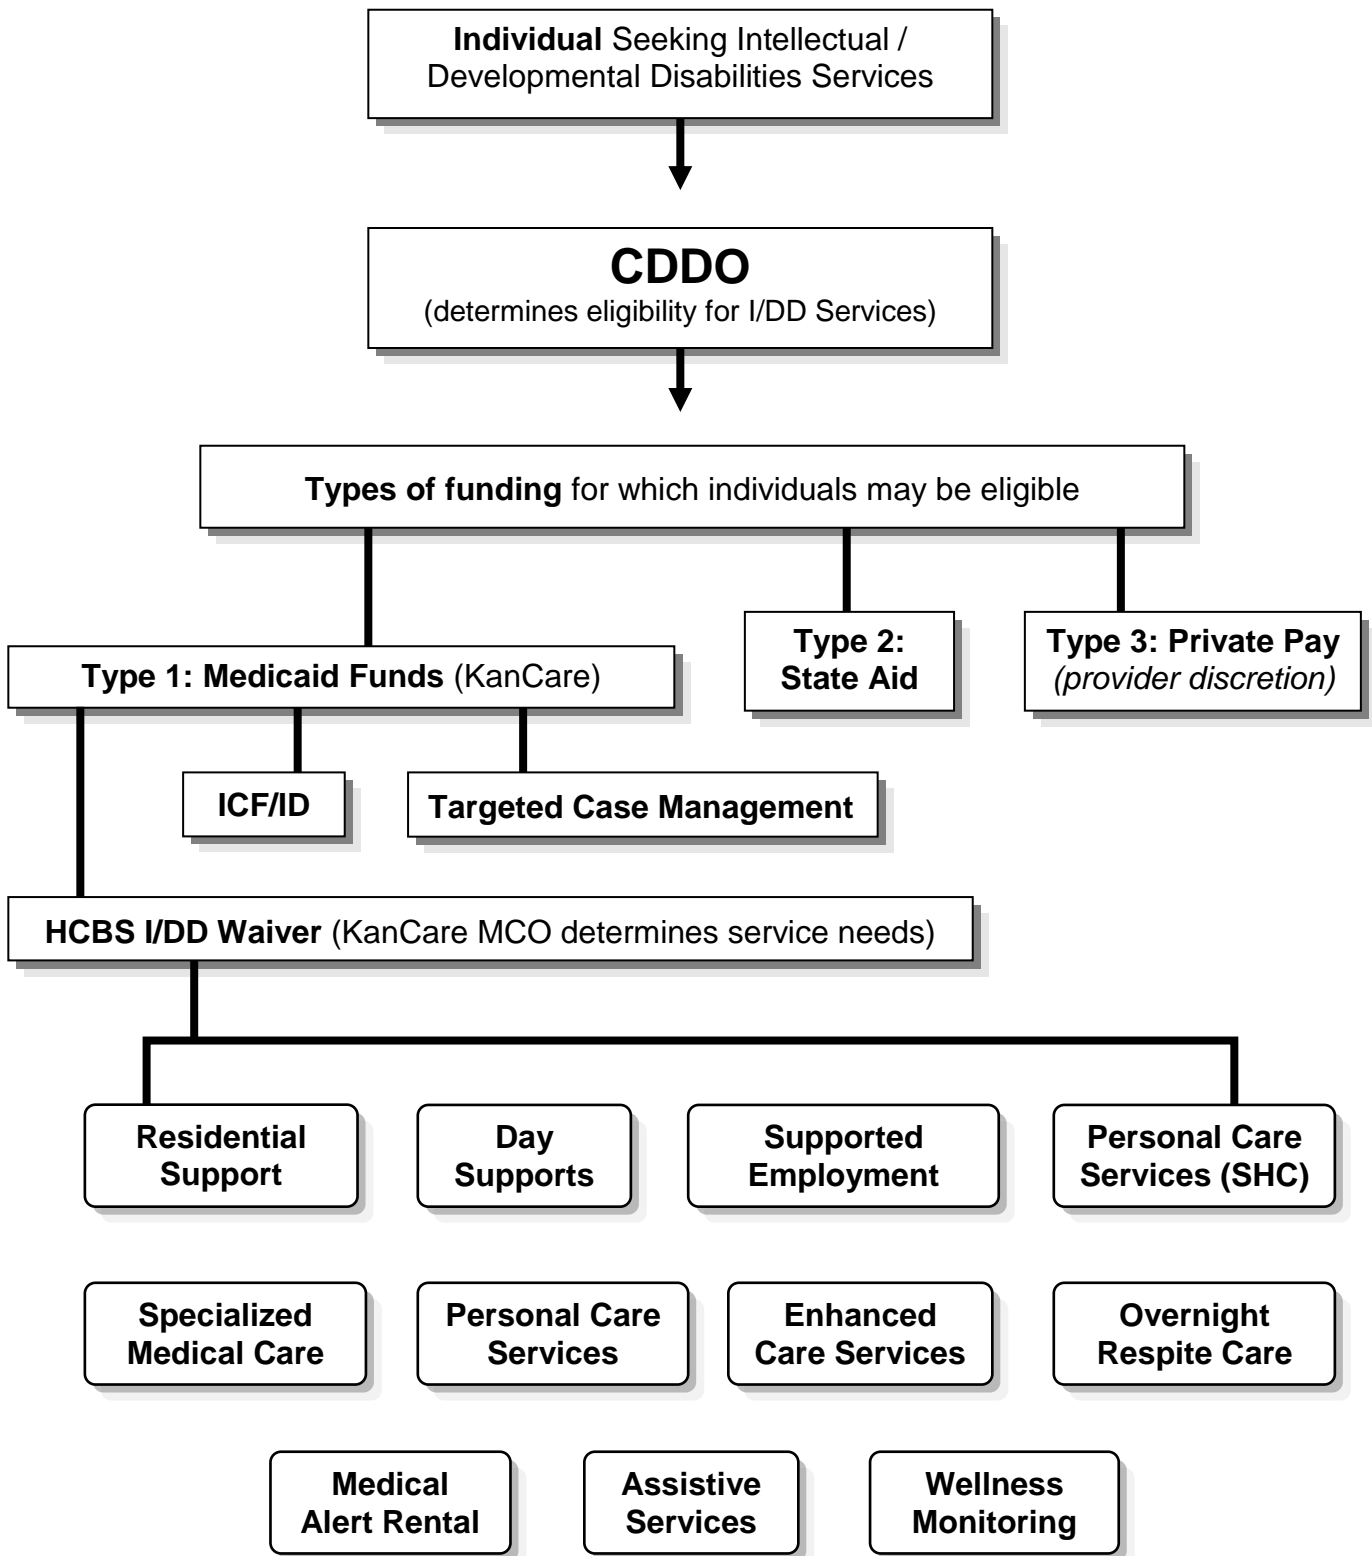 Individual Seeking Intellectual /
Developmental Disabilities Services
CDDO
(determines eligibility for I/DD Services)
Types of funding for which individuals may be eligible
Type 1: Medicaid Funds (KanCare)
Type 2:
State Aid
Type 3: Private Pay
(provider discretion)
ICF/ID
Targeted Case Management
HCBS I/DD Waiver (KanCare MCO determines service needs)
Residential
Support
Day
Supports
Supported
Employment
Personal Care
Services (SHC)
Specialized
Medical Care
Personal Care
Services
Enhanced
Care Services
Overnight
Respite Care
Medical
Alert Rental
Assistive
Services
Wellness
Monitoring